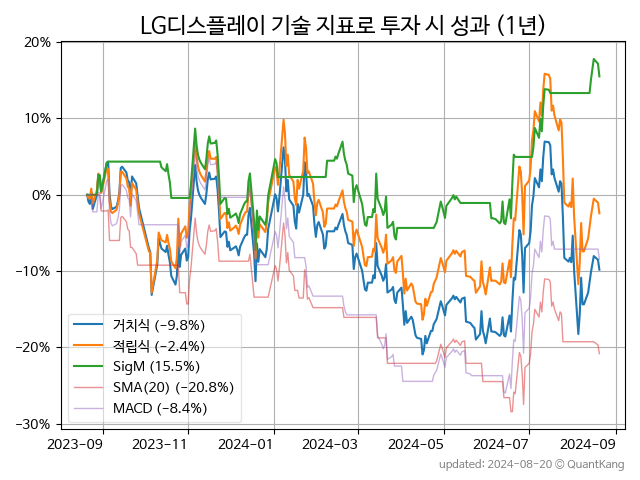 LG디스플레이 기술 지표로 투자 시 성과 (1년)
20%
10%
0%
−10%
−20%
−30%
거치식 (−9.8%)
적립식 (−2.4%)
SigM (15.5%)
SMA(20) (−20.8%)
MACD (−8.4%)
2023-09 2023-11 2024-01 2024-03 2024-05 2024-07 2024-09
updated: 2024-08-20 © QuantKang